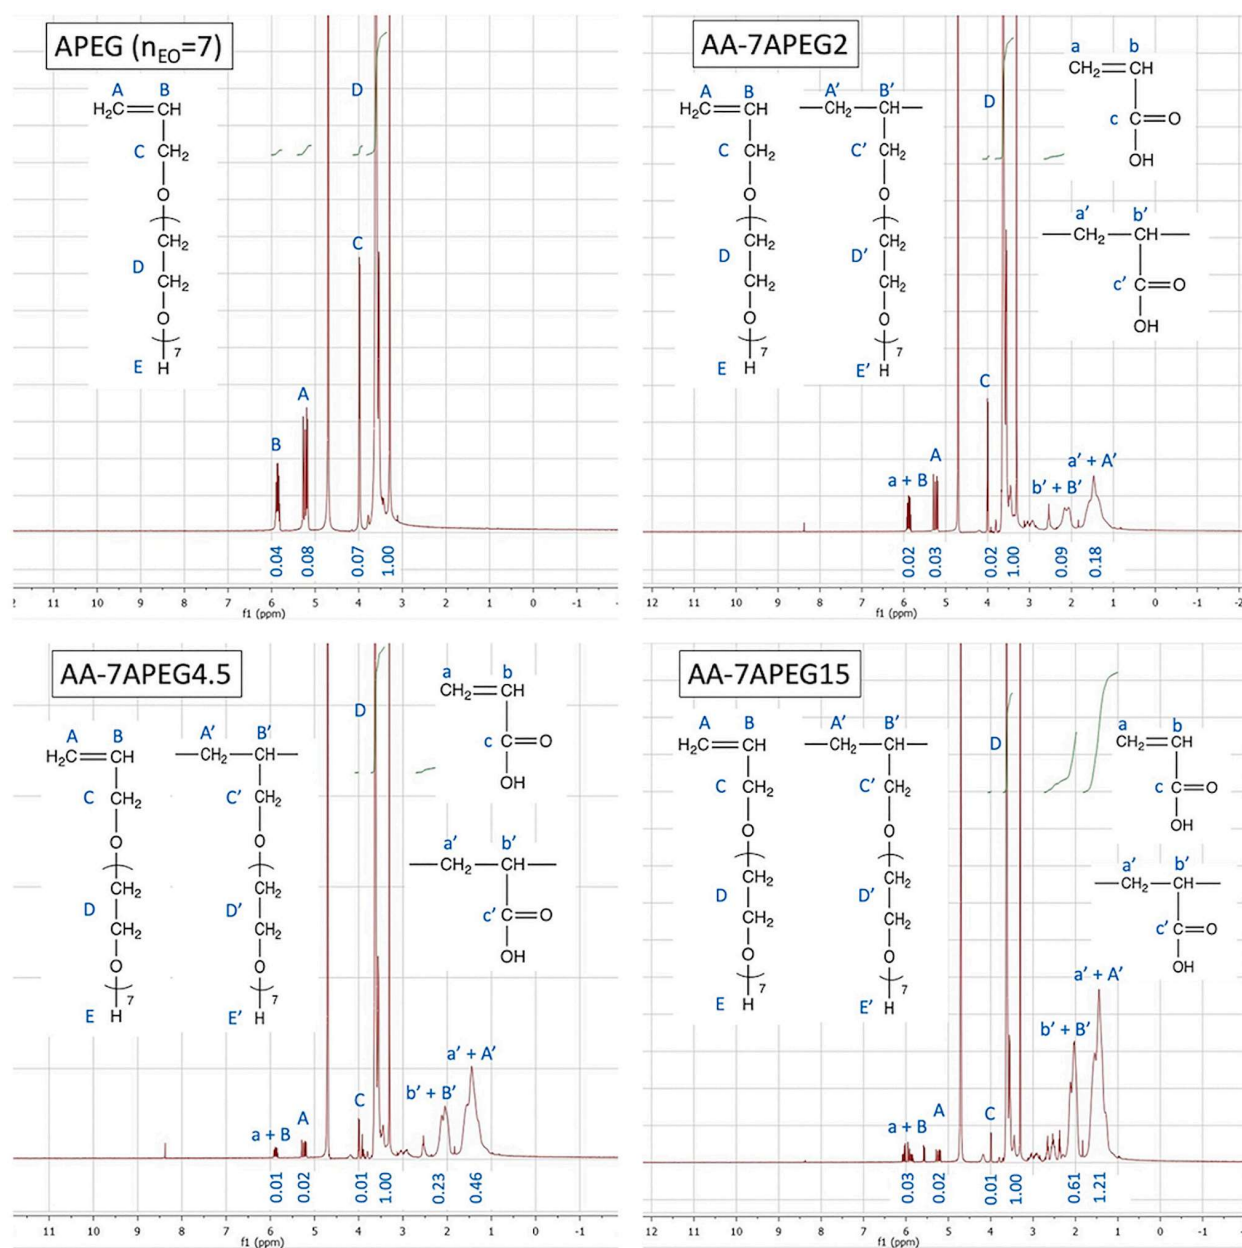 APEG (nEO=7)
A B
H₂C CH
C CH₂
O
D
CH₂
D
CH₂
O
7
E H
C
A
B
0.04 0.08 0.07 1.00
2 11 10 9 8 7 6 5 4 3 2 1 0 -1
f1 (ppm)
AA-7APEG2
A B A' B'
H₂C CH CH₂ CH
C CH₂ C' CH₂
O O
CH₂ CH₂
D D'
CH₂ CH₂
O O
7 7
E H E' H
D
a b
CH₂ CH
c C O
OH
a' b'
CH₂ CH
c' C O
OH
C
A
a + B
b' + B'
a' + A'
0.02 0.03 0.02 1.00 0.09 0.18
12 11 10 9 8 7 6 5 4 3 2 1 0 -1 -2
f1 (ppm)
AA-7APEG4.5
A B A' B'
H₂C CH CH₂ CH
C CH₂ C' CH₂
O O
CH₂ CH₂
D D'
CH₂ CH₂
O O
7 7
E H E' H
D
a b
CH₂ CH
c C O
OH
a' b'
CH₂ CH
c' C O
OH
a' + A'
b' + B'
C
A
a + B
0.01 0.02 0.01 1.00 0.23 0.46
11 10 9 8 7 6 5 4 3 2 1 0 -1
f1 (ppm)
AA-7APEG15
A B A' B'
H₂C CH CH₂ CH
C CH₂ C' CH₂
O O
CH₂ CH₂
D D'
CH₂ CH₂
O O
7 7
E H E' H
D
a b
CH₂ CH
c C O
OH
a' b'
CH₂ CH
c' C O
OH
a' + A'
b' + B'
C
A
a + B
0.03 0.02 0.01 1.00 0.61 1.21
12 11 10 9 8 7 6 5 4 3 2 1 0 -1
f1 (ppm)